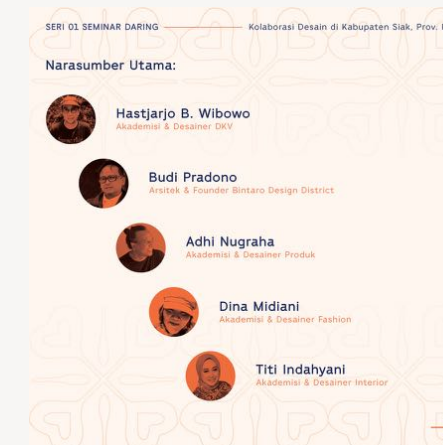 SERI 01 SEMINAR DARING
Kolaborasi Desain di Kabupaten Siak, Prov.
Narasumber Utama:
Hastjarjo B. Wibowo
Akademisi & Desainer DKV
Budi Pradono
Arsitek & Founder Bintaro Design District
Adhi Nugraha
Akademisi & Desainer Produk
Dina Midiani
Akademisi & Desainer Fashion
Titi Indahyani
Akademisi & Desainer Interior